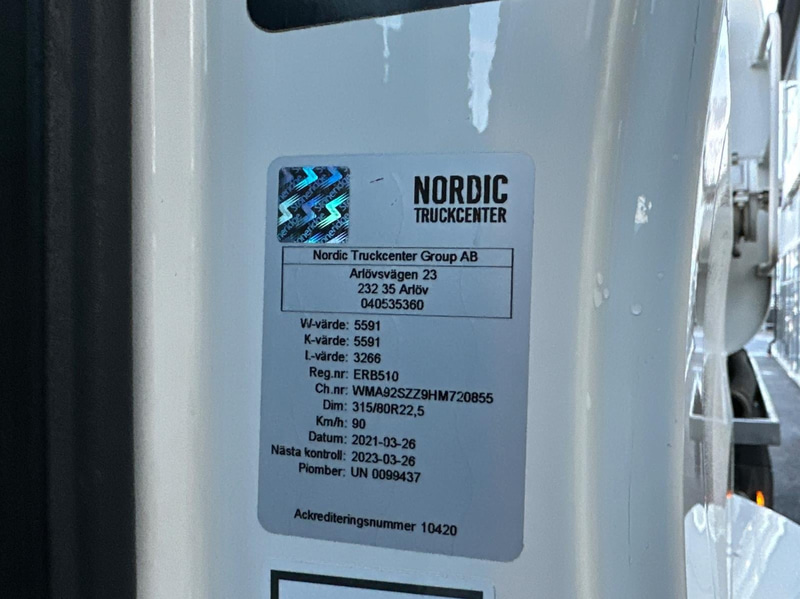 NORDIC
TRUCKCENTER
Nordic Truckcenter Group AB
Arlövsvägen 23
232 35 Arlöv
040535360
W-värde: 5591
K-värde: 5591
L-värde: 3266
Reg.nr: ERB510
Ch.nr: WMA92SZZ9HM720855
Dim: 315/80R22,5
Km/h: 90
Datum: 2021-03-26
Nästa kontroll: 2023-03-26
Plomber: UN 0099437
Ackrediteringsnummer 10420